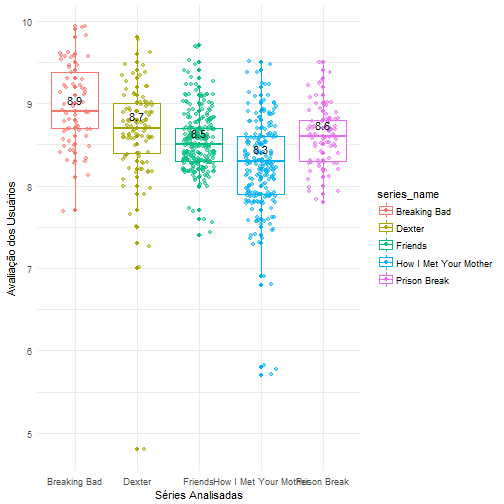 10
9
8
7
6
5
Avaliação dos Usuários
8.9
8.7
8.5
8.3
8.6
Breaking Bad
Dexter
Friends
How I Met Your Mother
Prison Break
Séries Analisadas
series_name
Breaking Bad
Dexter
Friends
How I Met Your Mother
Prison Break